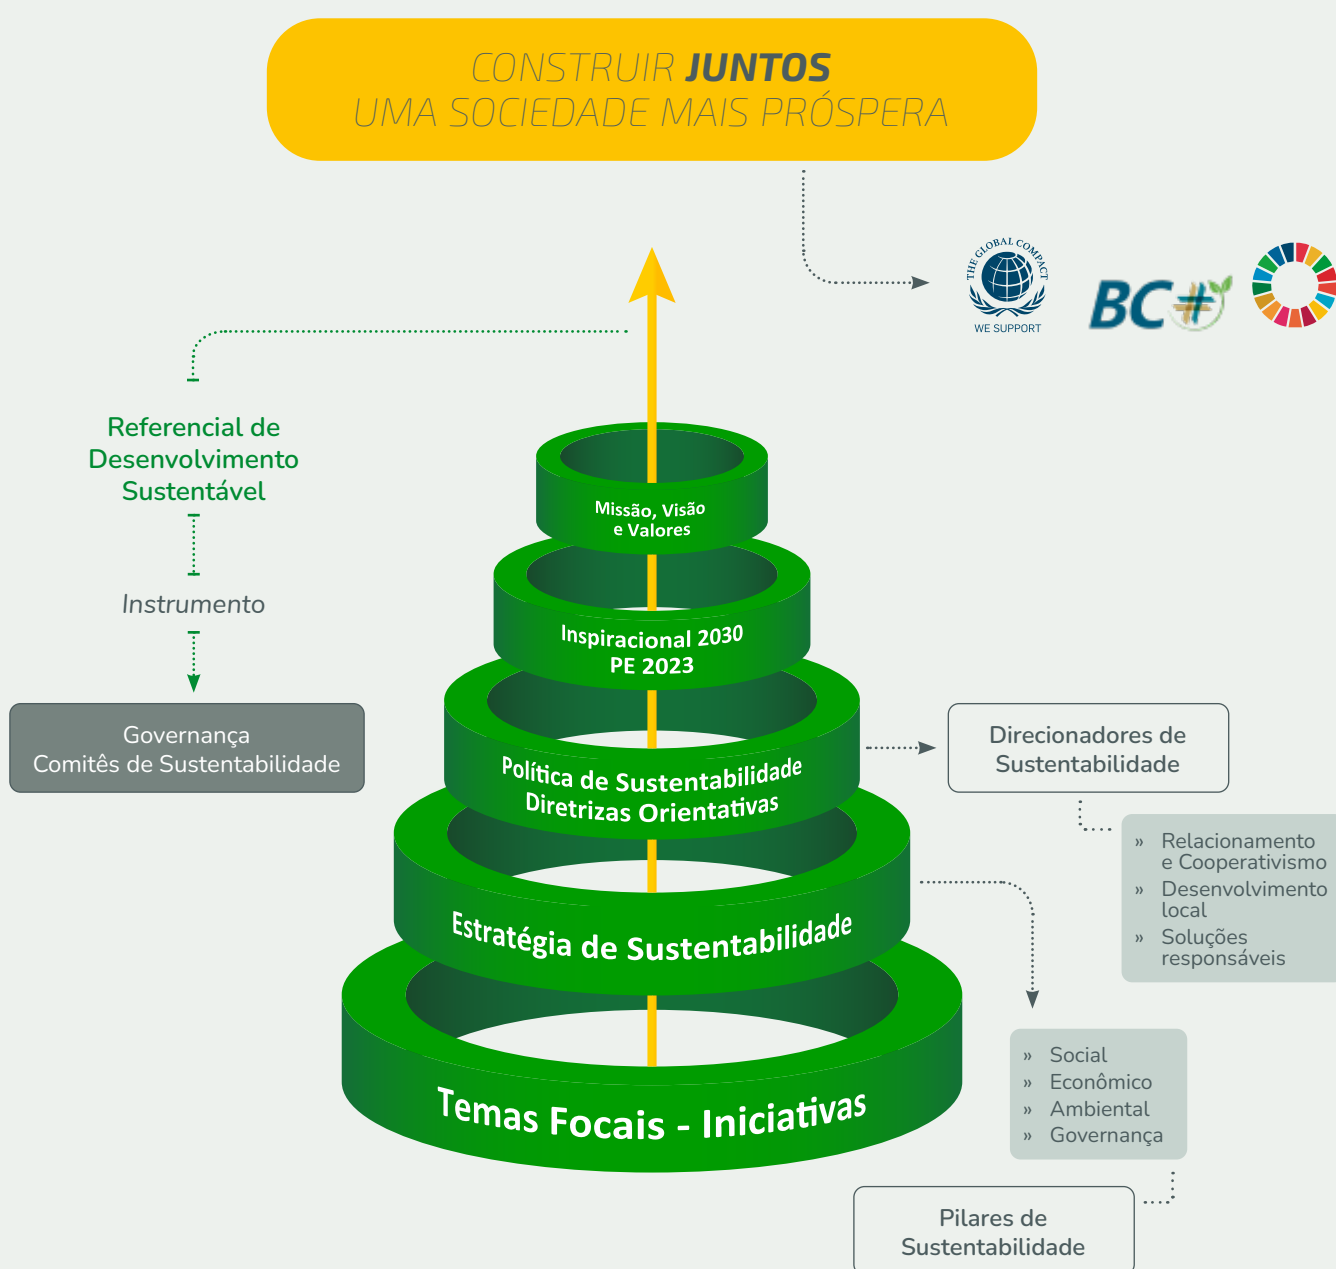 CONSTRUIR JUNTOS
UMA SOCIEDADE MAIS PRÓSPERA
THE GLOBAL COMPACT
WE SUPPORT
BC#
Referencial de
Desenvolvimento
Sustentável
Instrumento
Governança
Comitês de Sustentabilidade
Missão, Visão
e Valores
Inspiracional 2030
PE 2023
Política de Sustentabilidade
Diretrizas Orientativas
Estratégia de Sustentabilidade
Temas Focais - Iniciativas
Direcionadores de
Sustentabilidade
» Relacionamento
e Cooperativismo
» Desenvolvimento
local
» Soluções
responsáveis
» Social
» Econômico
» Ambiental
» Governança
Pilares de
Sustentabilidade